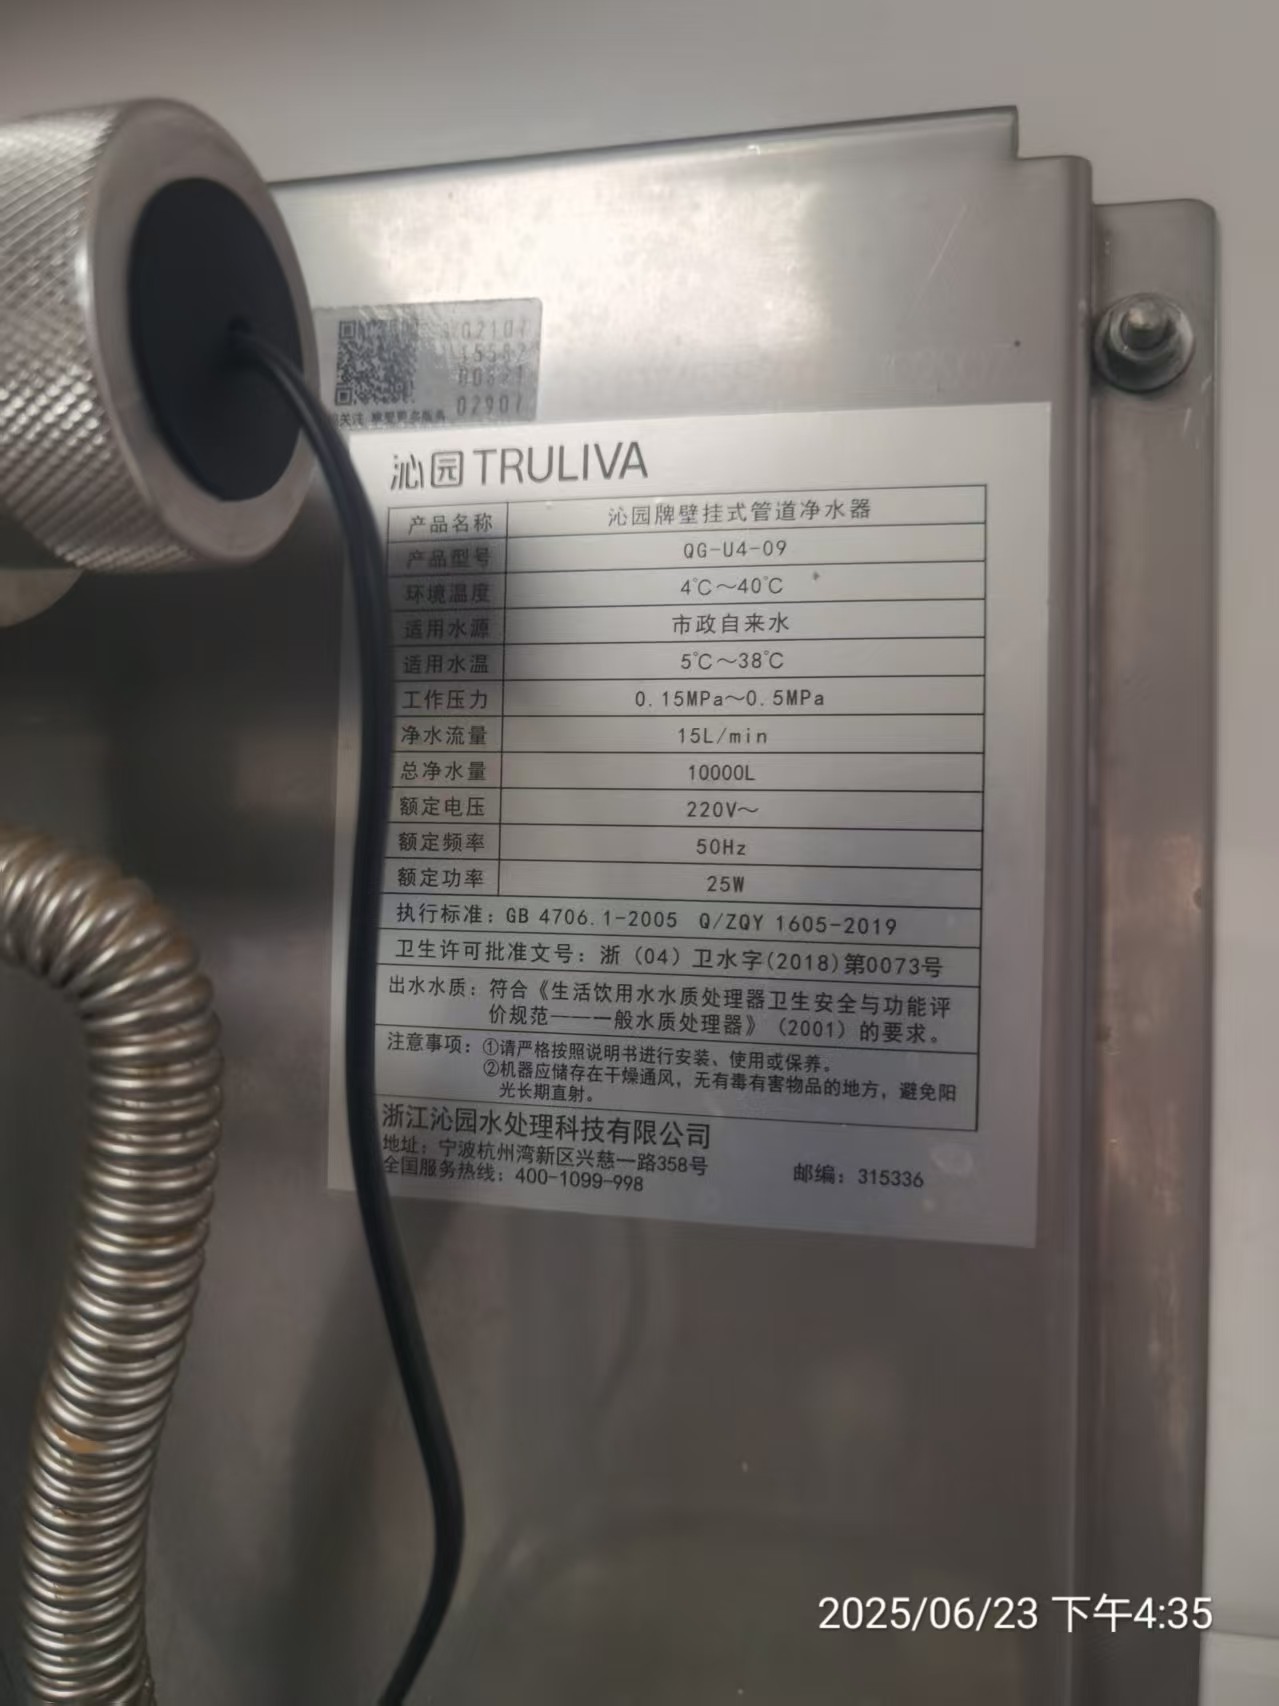 02907
沁园 TRULIVA
产品名称 沁园牌壁挂式管道净水器
产品型号 QG-U4-09
环境温度 4℃～40℃
适用水源 市政自来水
适用水温 5℃～38℃
工作压力 0.15MPa～0.5MPa
净水流量 15L/min
总净水量 10000L
额定电压 220V～
额定频率 50Hz
额定功率 25W
执行标准：GB 4706.1-2005 Q/ZQY 1605-2019
卫生许可批准文号：浙（04）卫水字(2018)第0073号
出水水质：符合《生活饮用水水质处理器卫生安全与功能评
价规范——一般水质处理器》（2001）的要求。
注意事项：①请严格按照说明书进行安装、使用或保养。
②机器应储存在干燥通风，无有毒有害物品的地方，避免阳
光长期直射。
浙江沁园水处理科技有限公司
地址：宁波杭州湾新区兴慈一路358号 邮编：315336
全国服务热线：400-1099-998
2025/06/23 下午4:35